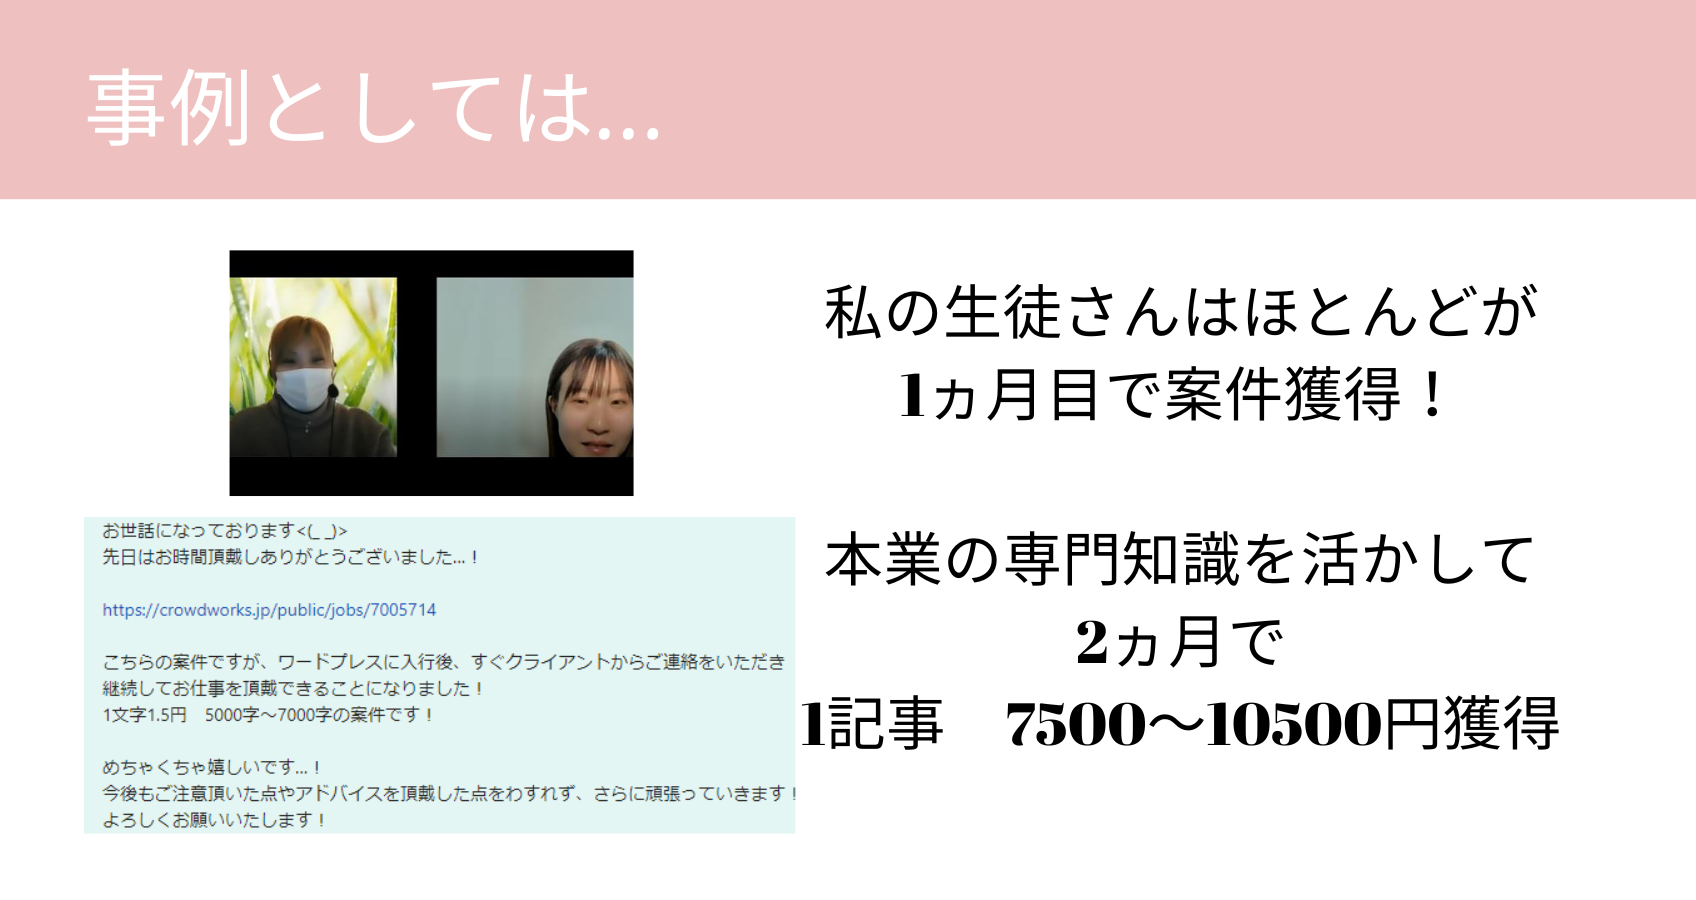 事例としては...
私の生徒さんはほとんどが
1ヵ月目で案件獲得！
本業の専門知識を活かして
2ヵ月で
1記事　7500～10500円獲得
お世話になっております<(_ _)>
先日はお時間頂戴しありがとうございました...！
https://crowdworks.jp/public/jobs/7005714
こちらの案件ですが、ワードプレスに入行後、すぐクライアントからご連絡をいただき
継続してお仕事を頂戴できることになりました！
1文字1.5円　5000字～7000字の案件です！
めちゃくちゃ嬉しいです...！
今後もご注意頂いた点やアドバイスを頂戴した点をわすれず、さらに頑張っていきます！
よろしくお願いいたします！